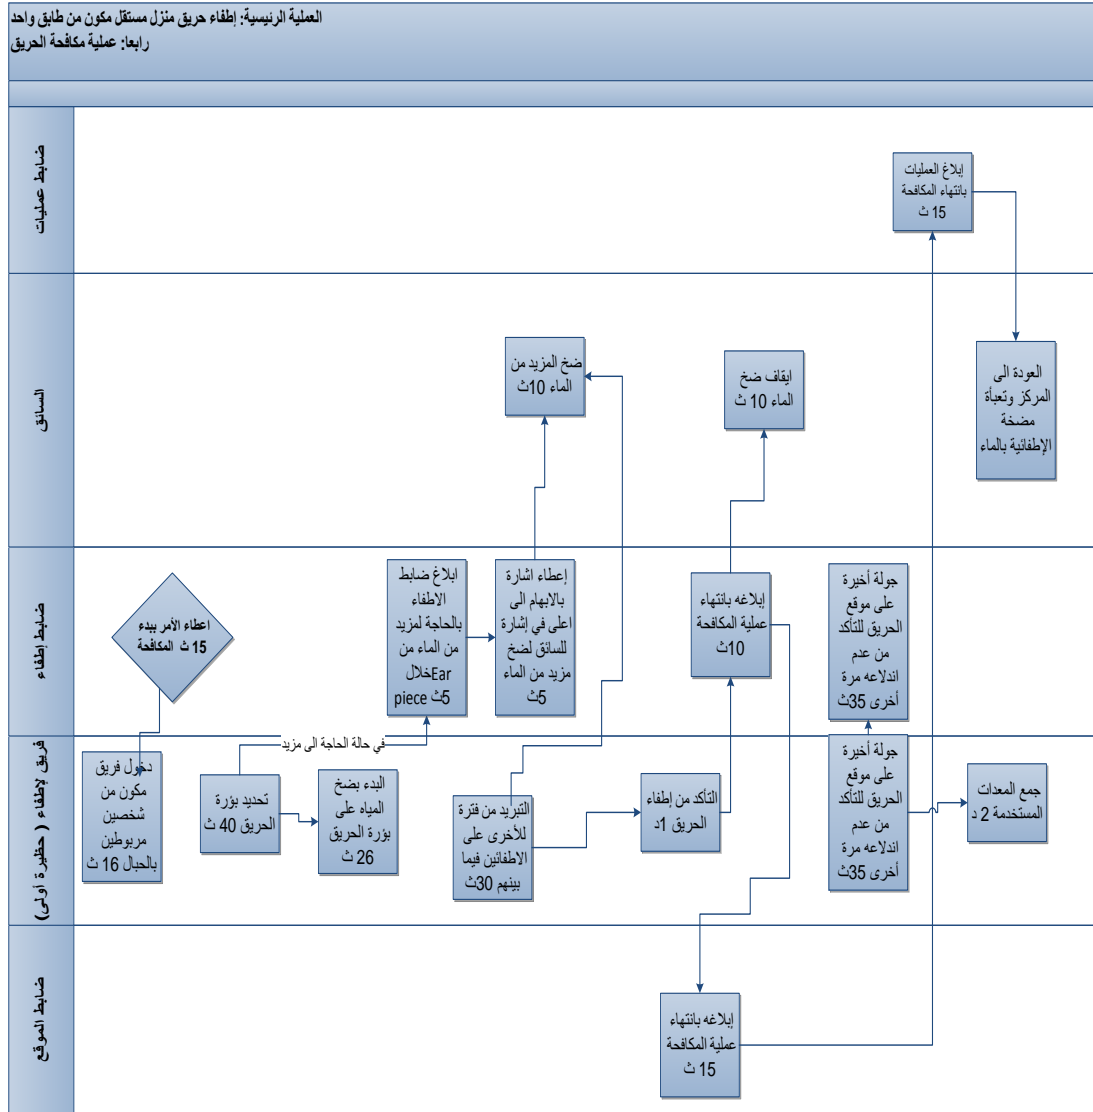 العملية الرئيسية: إطفاء حريق منزل مستقل مكون من طابق واحد
رابعا: عملية مكافحة الحريق
ضابط عمليات
إبلاغ العمليات
بانتهاء المكافحة
15 ث
السائق
ضخ المزيد من
الماء 10ث
ايقاف ضخ
الماء 10 ث
العودة الى
المركز وتعبأة
مضخة
الإطفائية بالماء
ضابط إطفاء
اعطاء الأمر ببدء
المكافحة 15 ث
ابلاغ ضابط
الاطفاء
بالحاجة لمزيد
من الماء من
خلال Ear
piece 5ث
إعطاء اشارة
بالابهام الى
اعلى في إشارة
للسائق لضخ
مزيد من الماء
5ث
إبلاغه بانتهاء
عملية المكافحة
10ث
جولة أخيرة
على موقع
الحريق للتأكد
من عدم
اندلاعه مرة
أخرى 35ث
فريق لإطفاء ( حظيرة أولى)
دخول فريق
مكون من
شخصين
مربوطين
بالحبال 16 ث
تحديد بؤرة
الحريق 40 ث
في حالة الحاجة الى مزيد
البدء بضخ
المياه على
بؤرة الحريق
26 ث
التبريد من فترة
للأخرى على
الاطفائين فيما
بينهم 30ث
التأكد من إطفاء
الحريق 1د
جولة أخيرة
على موقع
الحريق للتأكد
من عدم
اندلاعه مرة
أخرى 35ث
جمع المعدات
المستخدمة 2 د
ضابط الموقع
إبلاغه بانتهاء
عملية المكافحة
15 ث